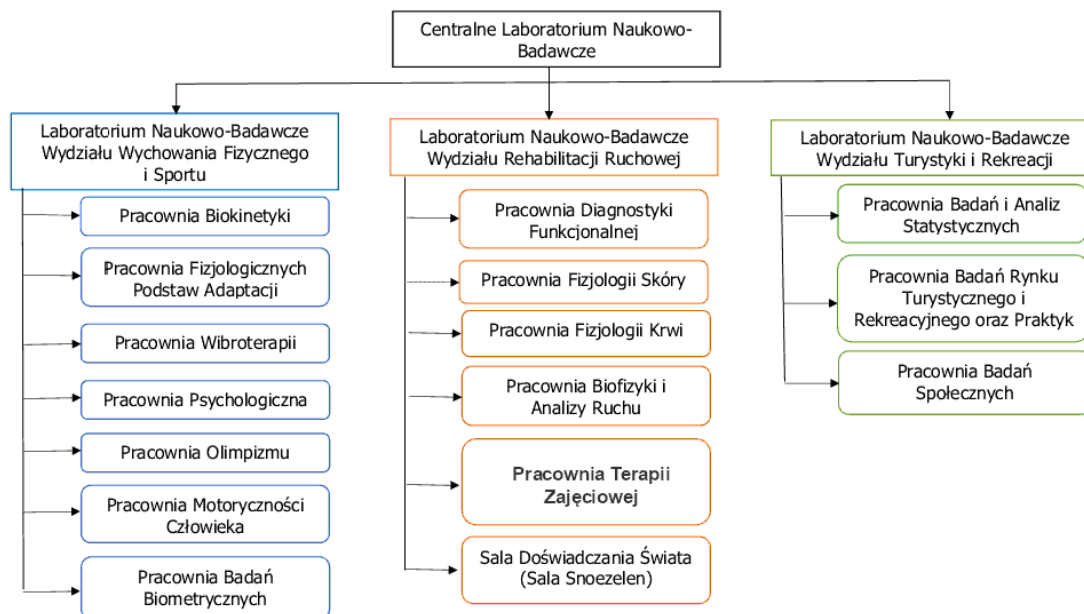 Centralne Laboratorium Naukowo-
Badawcze
Laboratorium Naukowo-Badawcze
Wydziału Wychowania Fizycznego
i Sportu
Pracownia Biokinetyki
Pracownia Fizjologicznych
Podstaw Adaptacji
Pracownia Wibroterapii
Pracownia Psychologiczna
Pracownia Olimpizmu
Pracownia Motoryczności
Człowieka
Pracownia Badań
Biometrycznych
Laboratorium Naukowo-Badawcze
Wydziału Rehabilitacji Ruchowej
Pracownia Diagnostyki
Funkcjonalnej
Pracownia Fizjologii Skóry
Pracownia Fizjologii Krwi
Pracownia Biofizyki i
Analizy Ruchu
Pracownia Terapii
Zajęciowej
Sala Doświadczania Świata
(Sala Snoezelen)
Laboratorium Naukowo-Badawcze
Wydziału Turystyki i Rekreacji
Pracownia Badań i Analiz
Statystycznych
Pracownia Badań Rynku
Turystycznego i
Rekreacyjnego oraz Praktyk
Pracownia Badań
Społecznych